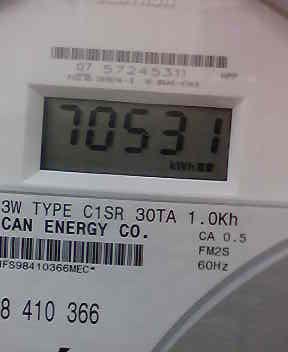 07 57245311
70531
kWh
3W TYPE C1SR 30TA 1.0Kh
CAN ENERGY CO.
CA 0.5
FM2S
60Hz
IFS98410366MEC*
8 410 366